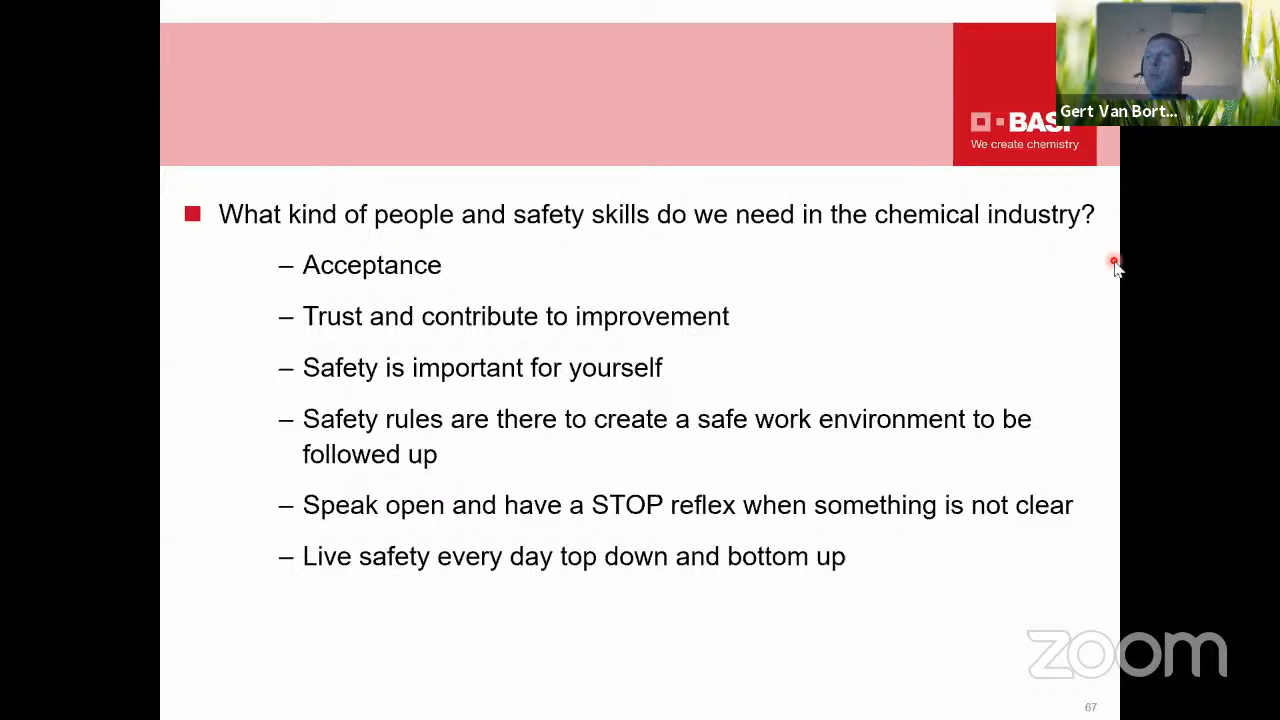 Gert Van Bort...
We create chemistry
What kind of people and safety skills do we need in the chemical industry?
– Acceptance
– Trust and contribute to improvement
– Safety is important for yourself
– Safety rules are there to create a safe work environment to be
followed up
– Speak open and have a STOP reflex when something is not clear
– Live safety every day top down and bottom up
zoom
67